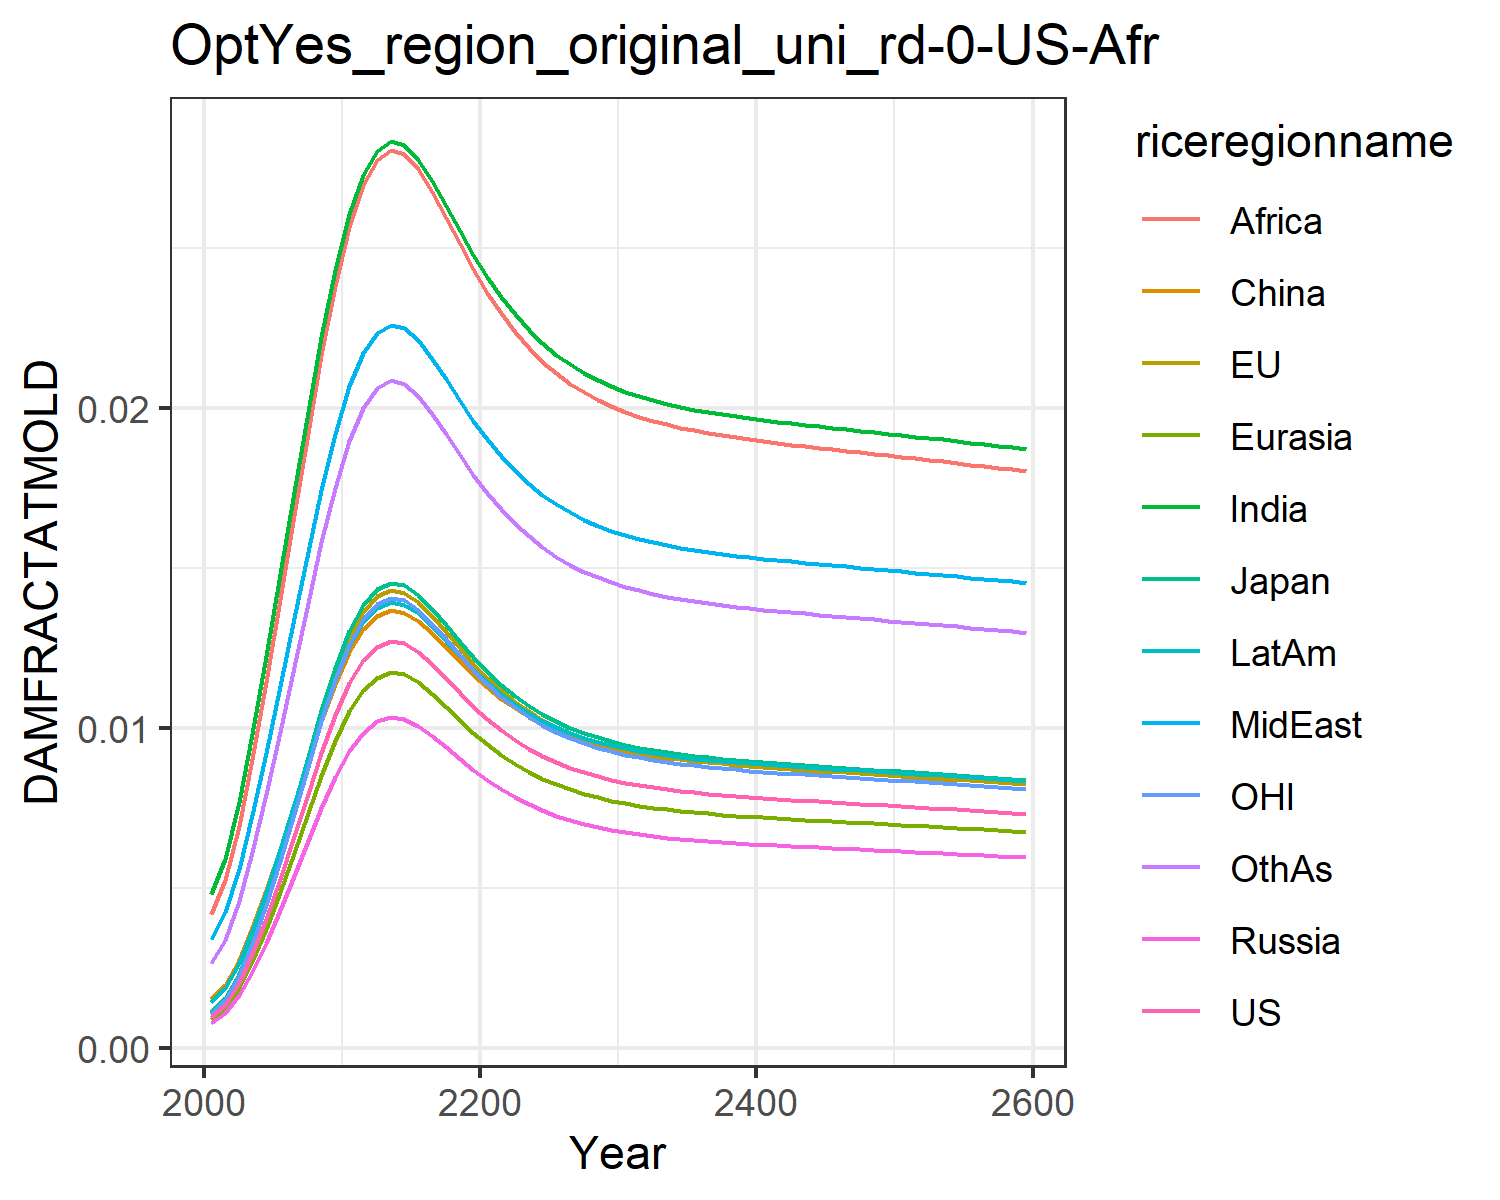 OptYes_region_original_uni_rd-0-US-Afr
DAMFRACTATMOLD
0.02
0.01
0.00
2000 2200 2400 2600
Year
riceregionname
Africa
China
EU
Eurasia
India
Japan
LatAm
MidEast
OHI
OthAs
Russia
US